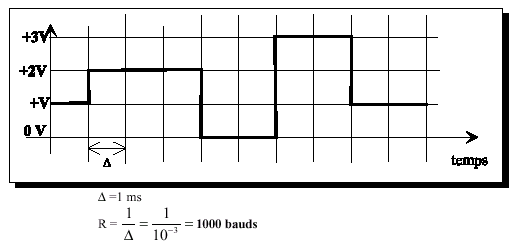 +3V
+2V
+V
0 V
Δ
temps
Δ =1 ms
R = 1/Δ = 1/10⁻³ = 1000 bauds